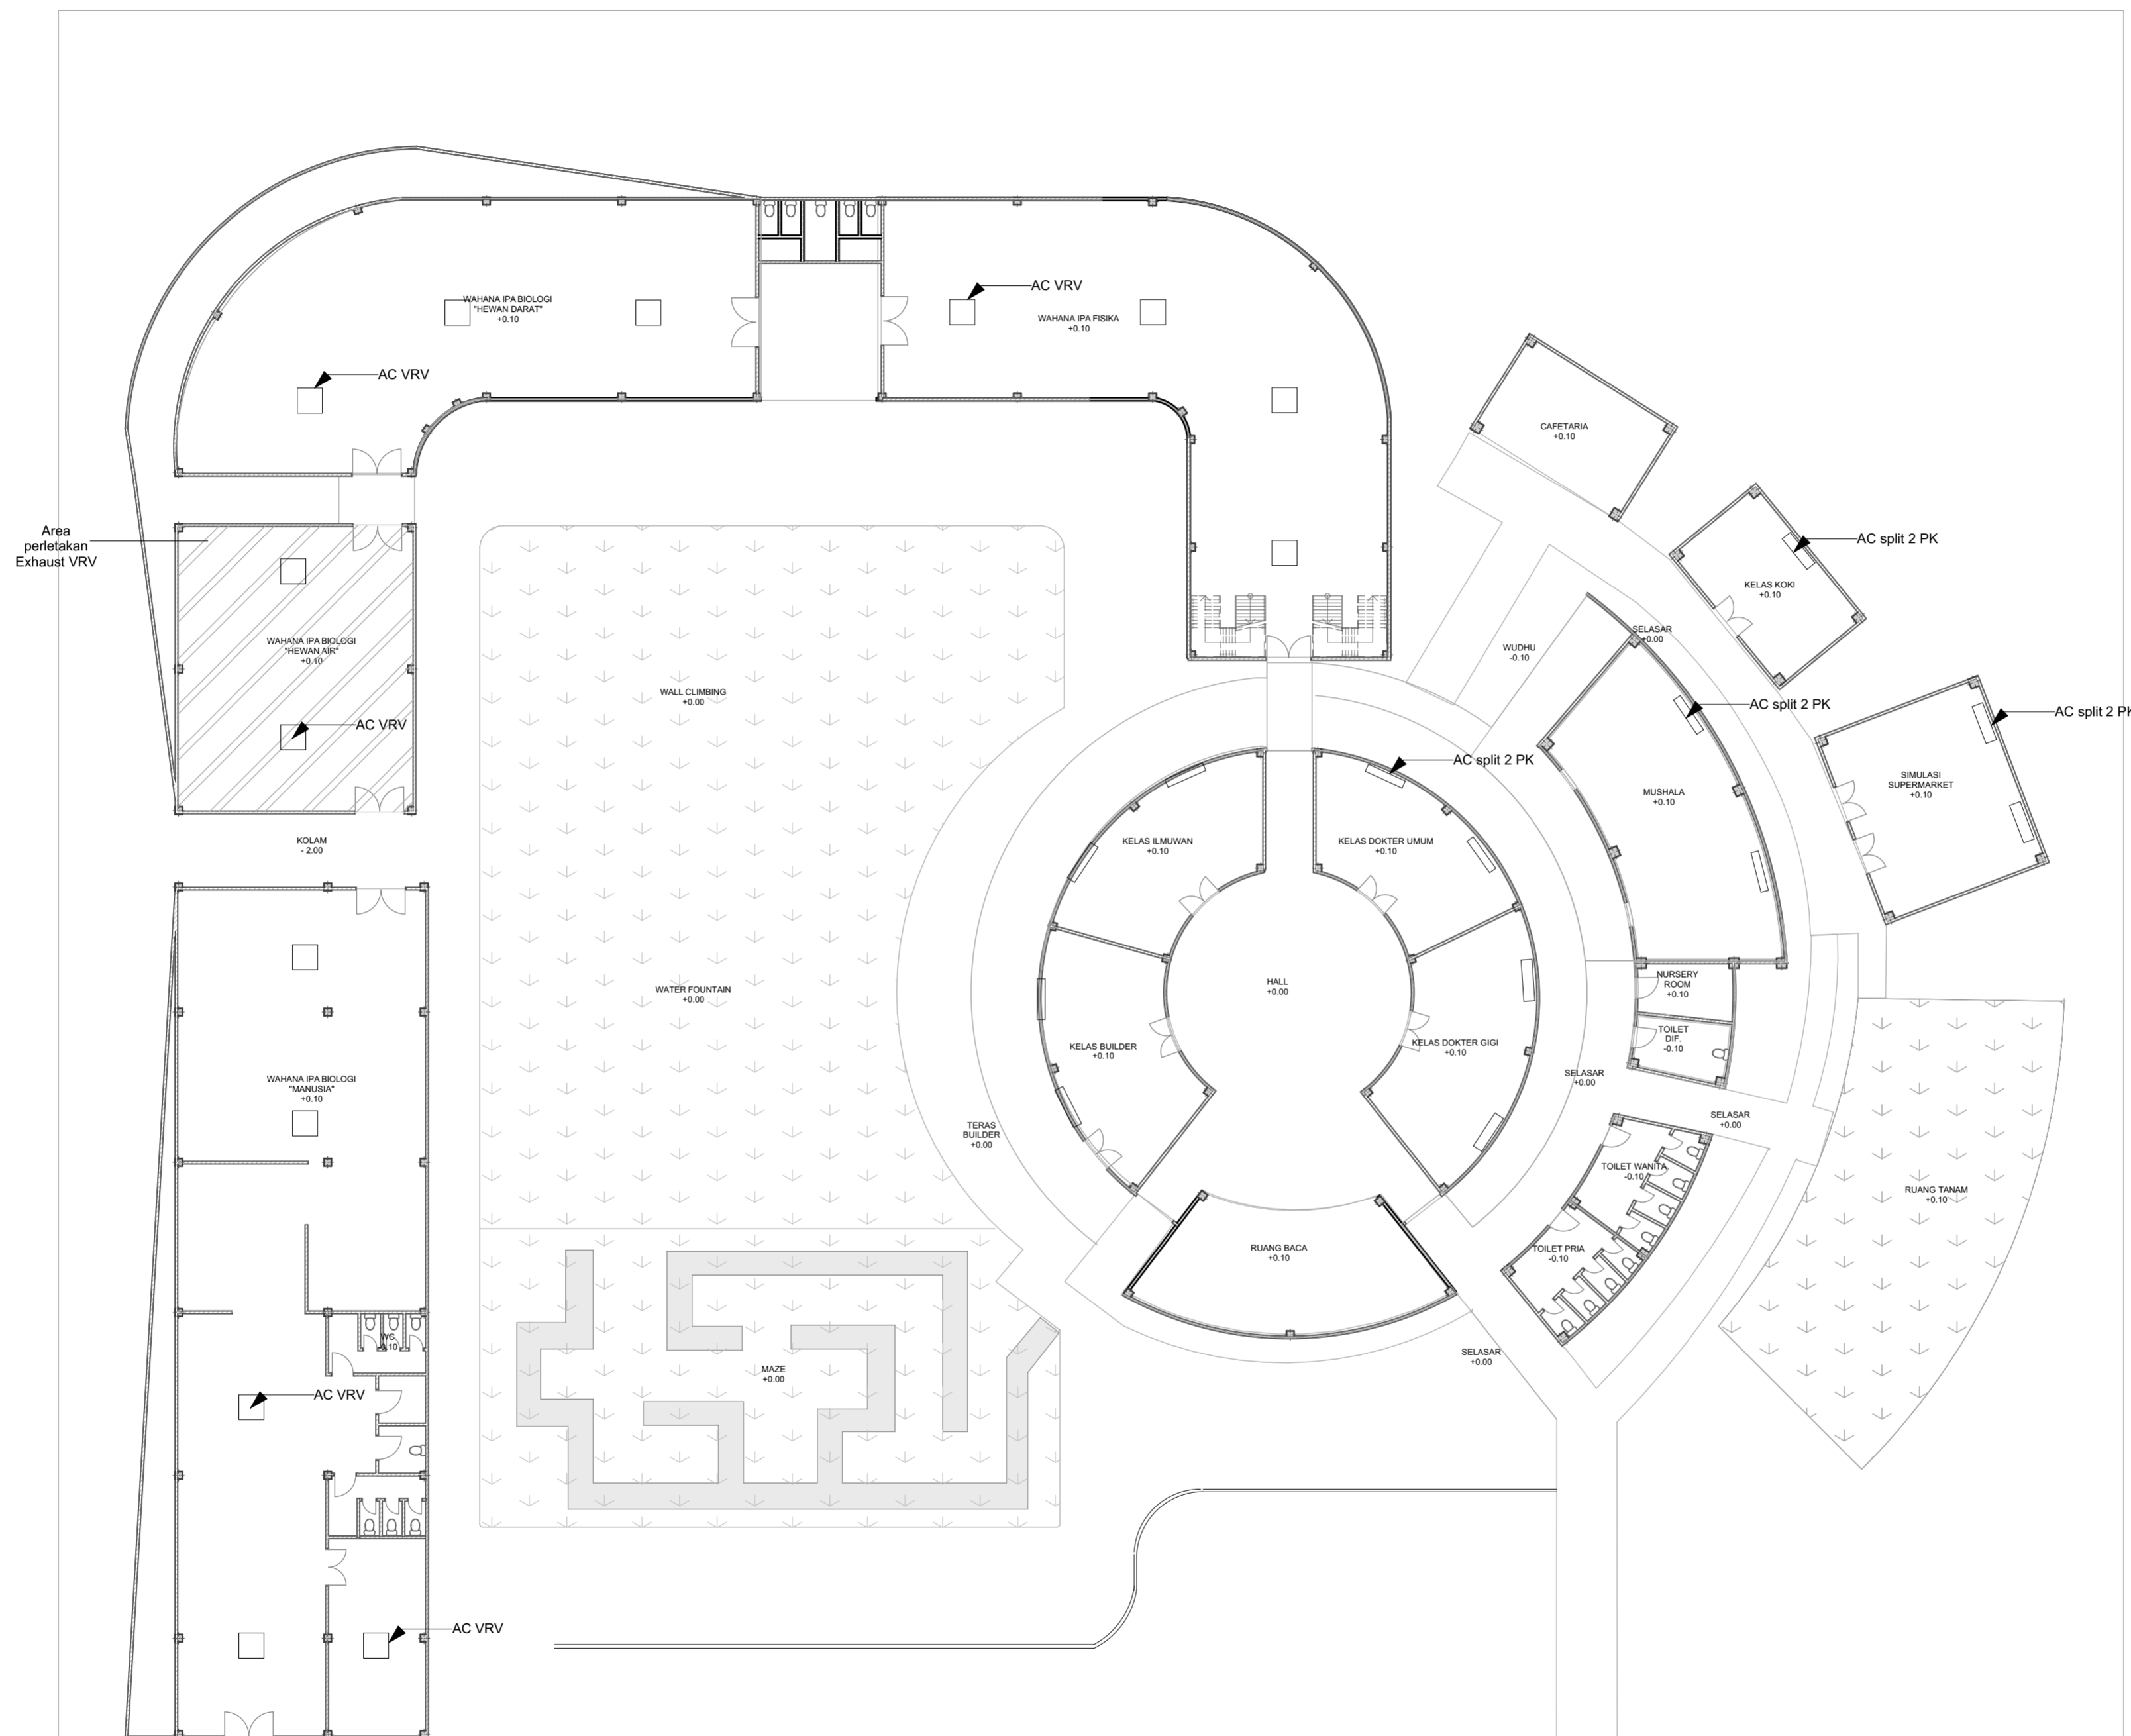 AC VRV
WAHANA IPA BIOLOGI
"HEWAN DARAT"
+0.10
WAHANA IPA FISIKA
+0.10
AC VRV
CAFETARIA
+0.10
Area
perletakan
Exhaust VRV
AC split 2 PK
KELAS KOKI
+0.10
WAHANA IPA BIOLOGI
"HEWAN AIR"
+0.10
SELASAR
+0.00
WUDHU
-0.10
WALL CLIMBING
+0.00
AC VRV
AC split 2 PK
AC split 2 PK
AC split 2 PK
SIMULASI
SUPERMARKET
+0.10
MUSHALA
+0.10
KOLAM
- 2.00
KELAS ILMUWAN
+0.10
KELAS DOKTER UMUM
+0.10
WATER FOUNTAIN
+0.00
HALL
+0.00
NURSERY
ROOM
+0.10
TOILET
DIF.
-0.10
KELAS BUILDER
+0.10
KELAS DOKTER GIGI
+0.10
WAHANA IPA BIOLOGI
"MANUSIA"
+0.10
SELASAR
+0.00
SELASAR
+0.00
TERAS
BUILDER
+0.00
TOILET WANITA
-0.10
RUANG TANAM
+0.10
RUANG BACA
+0.10
TOILET PRIA
-0.10
WC
SELASAR
+0.00
MAZE
+0.00
AC VRV
AC VRV